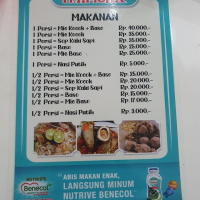 MAKANAN
1 Porsi = Mie Kocok + Baso Rp. 40.000,-
1 Porsi = Mie Kocok Rp. 35.000,-
1 Porsi = Sop Kaki Sapi Rp. 35.000,-
1 Porsi = Baso Rp. 25.000,-
1 Porsi = Mie Baso Rp. 25.000,-
1 Porsi = Nasi Putih Rp. 5.000,-
1/2 Porsi = Mie Kocok + Baso Rp. 25.000,-
1/2 Porsi = Mie Kocok Rp. 20.000,-
1/2 Porsi = Sop Kaki Sapi Rp. 20.000,-
1/2 Porsi = Baso Rp. 15.000,-
1/2 Porsi = Mie Baso Rp. 17.000,-
1/2 Porsi = Nasi Putih Rp. 3.000,-
NUTRIVE
Benecol
ABIS MAKAN ENAK,
LANGSUNG MINUM
NUTRIVE BENECOL